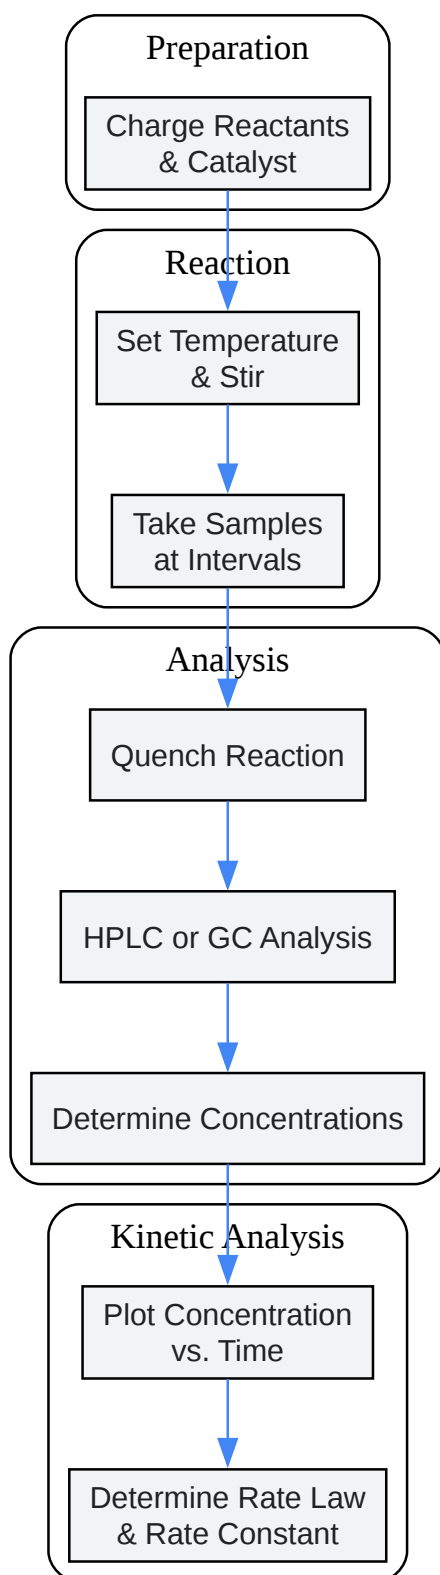 Preparation
Charge Reactants
& Catalyst
Reaction
Set Temperature
& Stir
Take Samples
at Intervals
Analysis
Quench Reaction
HPLC or GC Analysis
Determine Concentrations
Kinetic Analysis
Plot Concentration
vs. Time
Determine Rate Law
& Rate Constant